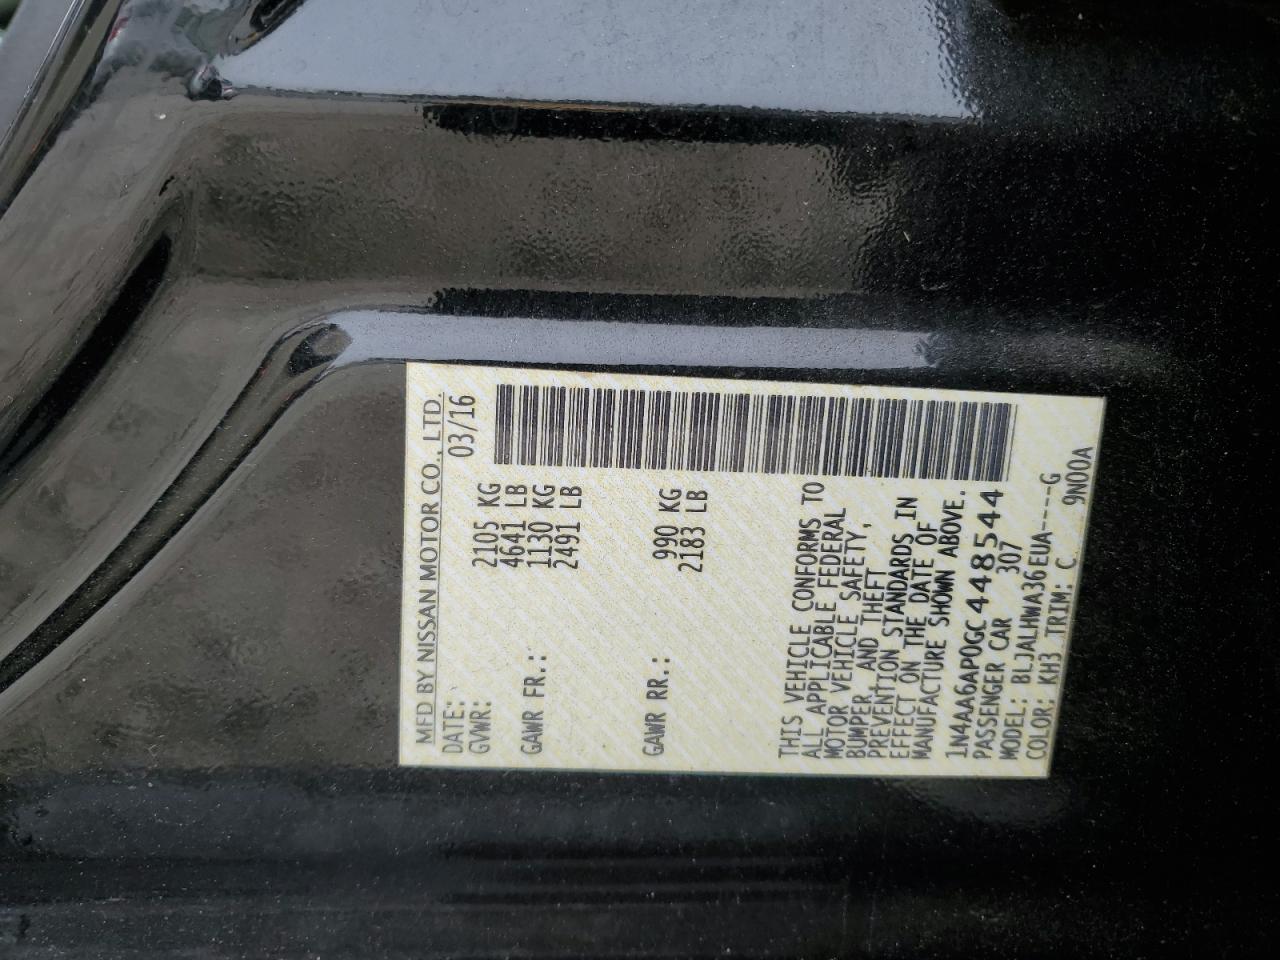 MFD BY NISSAN MOTOR CO., LTD.
DATE: 03/16
GVWR: 2105 KG
4641 LB
GAWR FR.: 1130 KG
2491 LB
GAWR RR.: 990 KG
2183 LB
THIS VEHICLE CONFORMS TO
ALL APPLICABLE FEDERAL
MOTOR VEHICLE SAFETY,
BUMPER AND THEFT
PREVENTION STANDARDS IN
EFFECT ON THE DATE OF
MANUFACTURE SHOWN ABOVE.
1N4AA6AP0GC448544
PASSENGER CAR 307
MODEL: BLJALHWA36EUA----G
COLOR: KH3 TRIM: C 9N00A